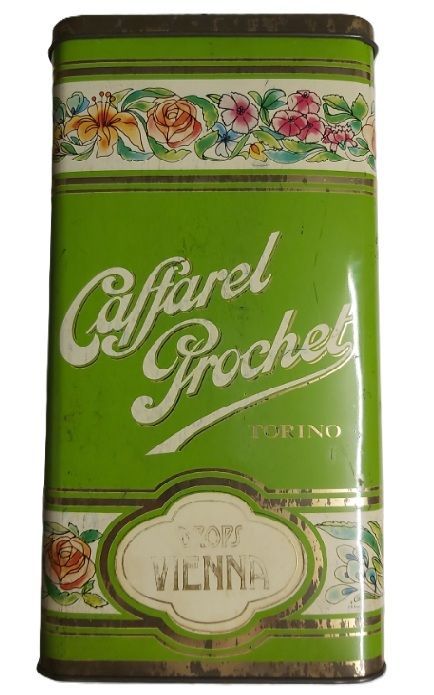 Caffarel
Prochet
TORINO
DROPS
VIENNA